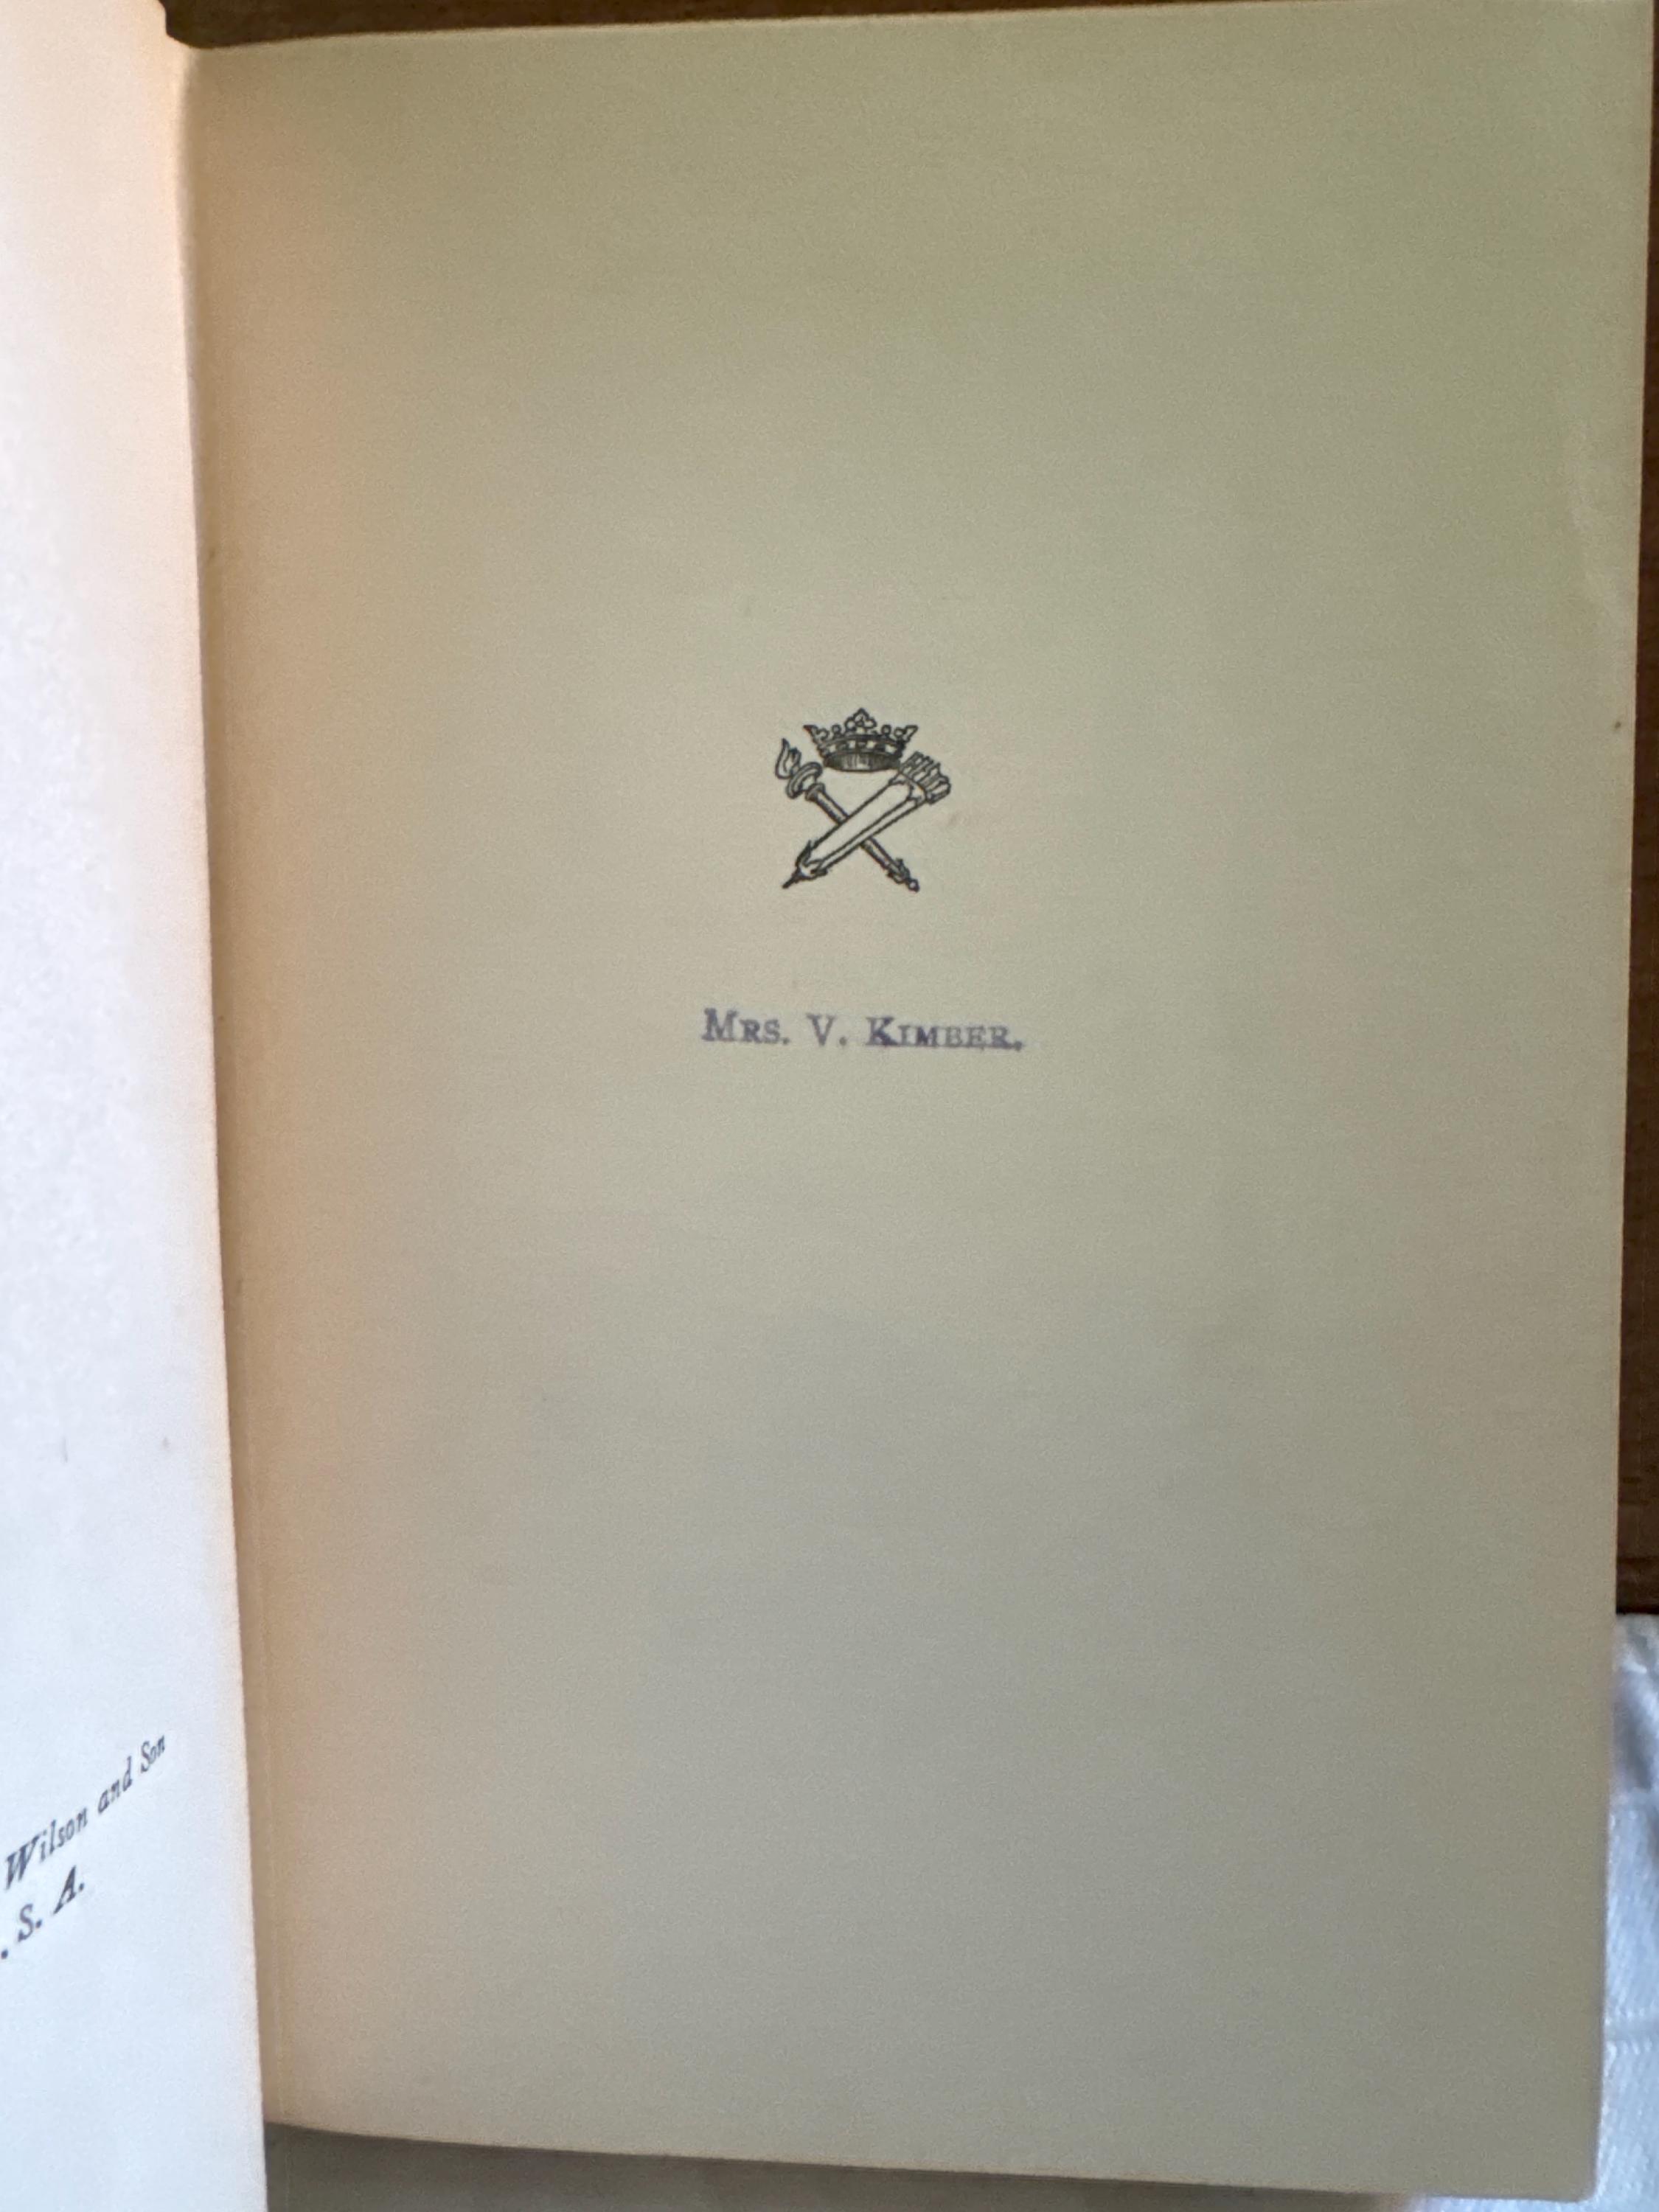 Wilson and Son
. S. A.
MRS. V. KIMBER.